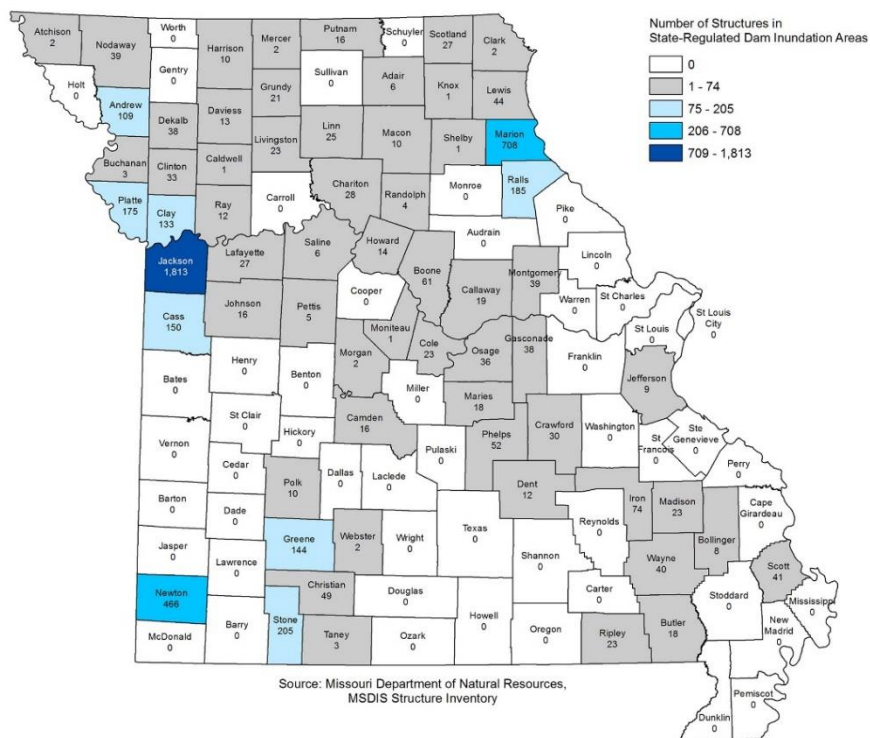 Number of Structures in
State-Regulated Dam Inundation Areas
0
1 - 74
75 - 205
206 - 708
709 - 1,813
Atchison
2
Nodaway
39
Worth
0
Gentry
0
Harrison
10
Mercer
2
Putnam
16
Schuyler
0
Scotland
27
Clark
2
Holt
0
Andrew
109
Dekalb
38
Daviess
13
Grundy
21
Sullivan
0
Adair
6
Knox
1
Lewis
44
Buchanan
3
Clinton
33
Caldwell
1
Livingston
23
Linn
25
Macon
10
Shelby
1
Marion
708
Platte
175
Clay
133
Ray
12
Carroll
0
Chariton
28
Randolph
4
Monroe
0
Ralls
185
Pike
0
Audrain
0
Jackson
1,813
Lafayette
27
Saline
6
Howard
14
Boone
61
Callaway
19
Montgomery
39
Lincoln
0
Warren
0
St Charles
0
St Louis
0
St Louis
City
0
Cass
150
Johnson
16
Pettis
5
Cooper
0
Moniteau
1
Cole
23
Osage
36
Gasconade
38
Franklin
0
Jefferson
9
Bates
0
Henry
0
Benton
0
Morgan
2
Miller
0
Maries
18
Vernon
0
St Clair
0
Hickory
0
Camden
16
Pulaski
0
Phelps
52
Crawford
30
Washington
0
St
Francois
0
Ste
Genevieve
0
Perry
0
Barton
0
Cedar
0
Polk
10
Dallas
0
Laclede
0
Dent
12
Iron
74
Madison
23
Cape
Girardeau
0
Dade
0
Jasper
0
Lawrence
0
Greene
144
Webster
2
Wright
0
Texas
0
Shannon
0
Reynolds
0
Wayne
40
Bollinger
8
Scott
41
Newton
466
Christian
49
Douglas
0
Howell
0
Carter
0
Stoddard
0
Mississippi
0
McDonald
0
Barry
0
Stone
205
Taney
3
Ozark
0
Oregon
0
Ripley
23
Butler
18
New
Madrid
0
Pemiscot
0
Dunklin
0
Source: Missouri Department of Natural Resources,
MSDIS Structure Inventory